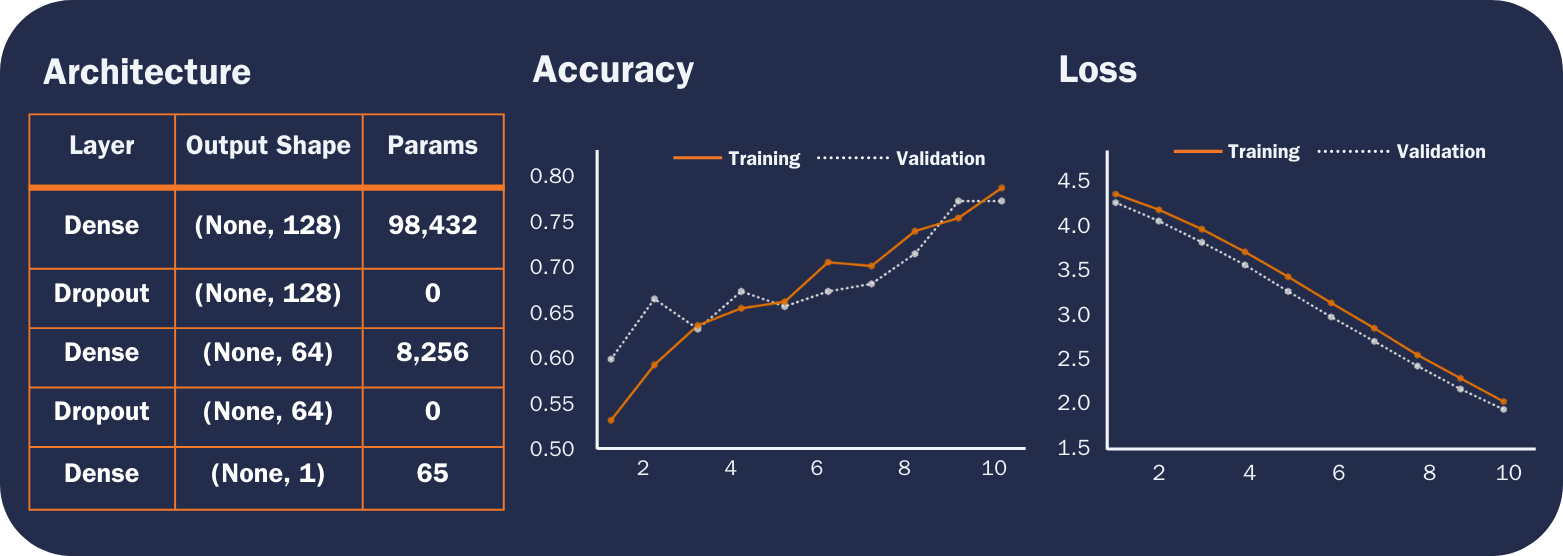 Architecture
Layer Output Shape Params
Dense (None, 128) 98,432
Dropout (None, 128) 0
Dense (None, 64) 8,256
Dropout (None, 64) 0
Dense (None, 1) 65
Accuracy
Training Validation
0.80
0.75
0.70
0.65
0.60
0.55
0.50
2 4 6 8 10
Loss
Training Validation
4.5
4.0
3.5
3.0
2.5
2.0
1.5
2 4 6 8 10